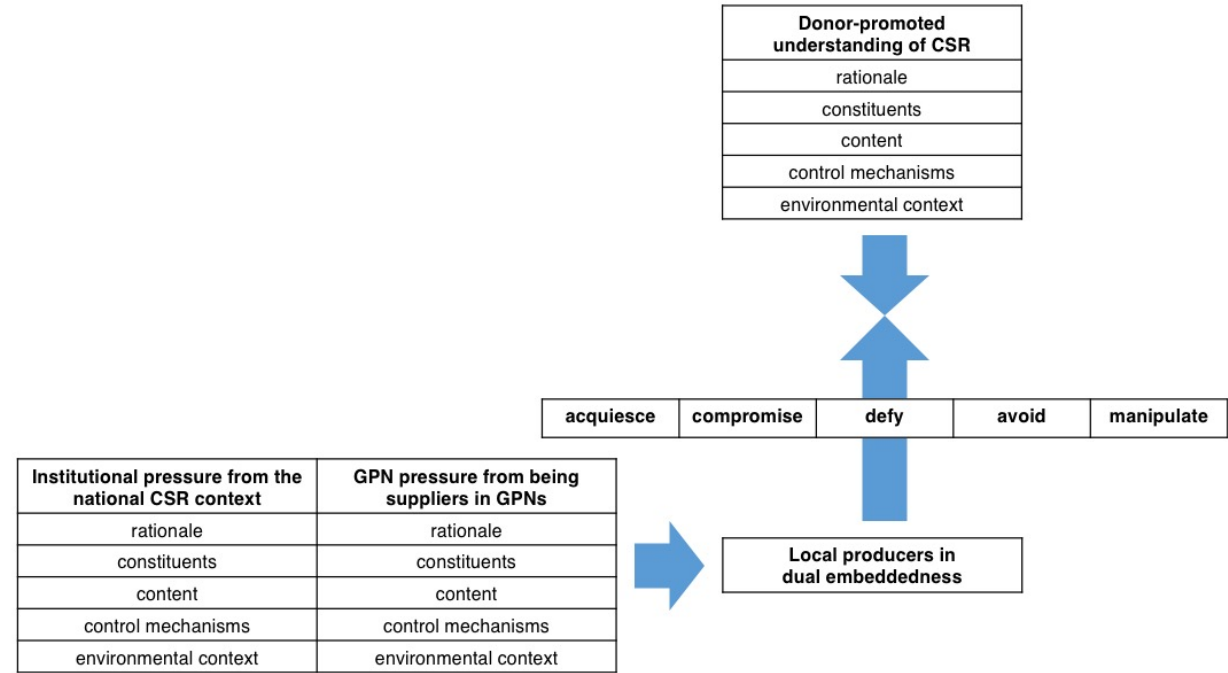 Donor-promoted
understanding of CSR
rationale
constituents
content
control mechanisms
environmental context
acquiesce
compromise
defy
avoid
manipulate
Institutional pressure from the
national CSR context
rationale
constituents
content
control mechanisms
environmental context
GPN pressure from being
suppliers in GPNs
rationale
constituents
content
control mechanisms
environmental context
Local producers in
dual embeddedness